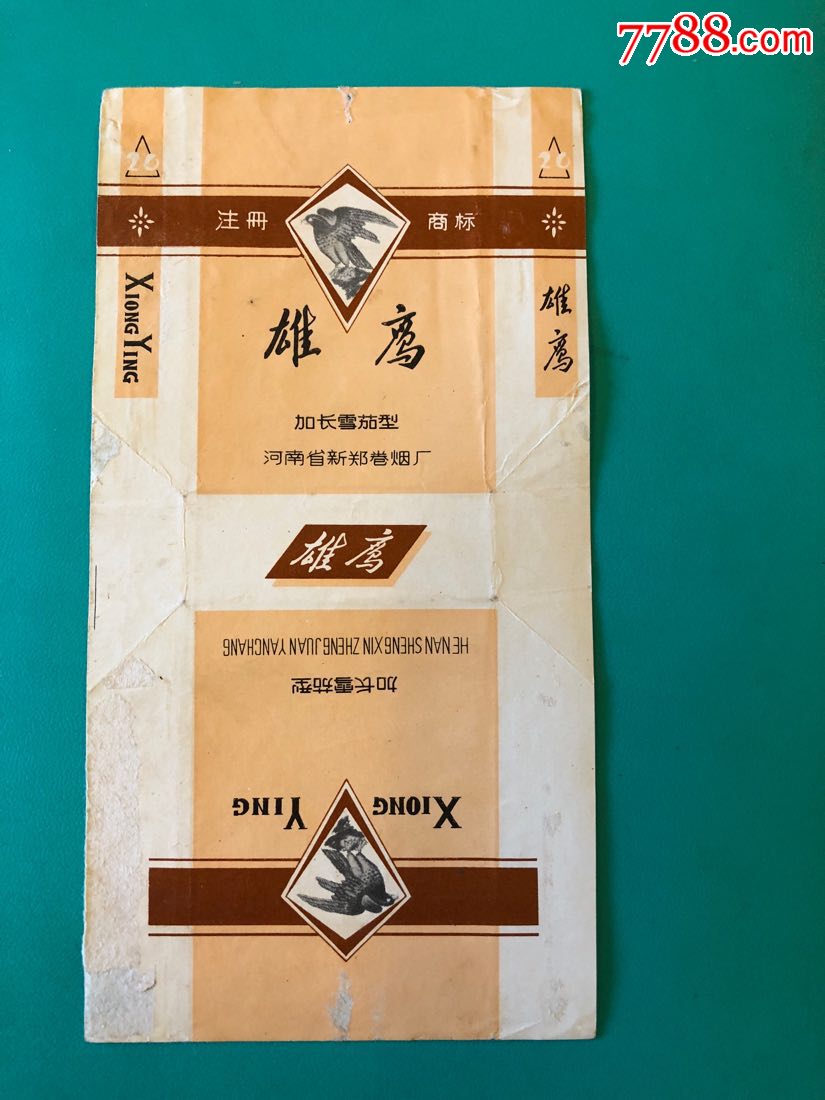 7788.com
20
20
注冊 商标
XIONG YING
雄鹰
雄鹰
加长雪茄型
河南省新郑卷烟厂
雄鹰
HENAN SHENG XIN ZHENG JUAN YANCHANG
加长雪茄型
XIONG YING